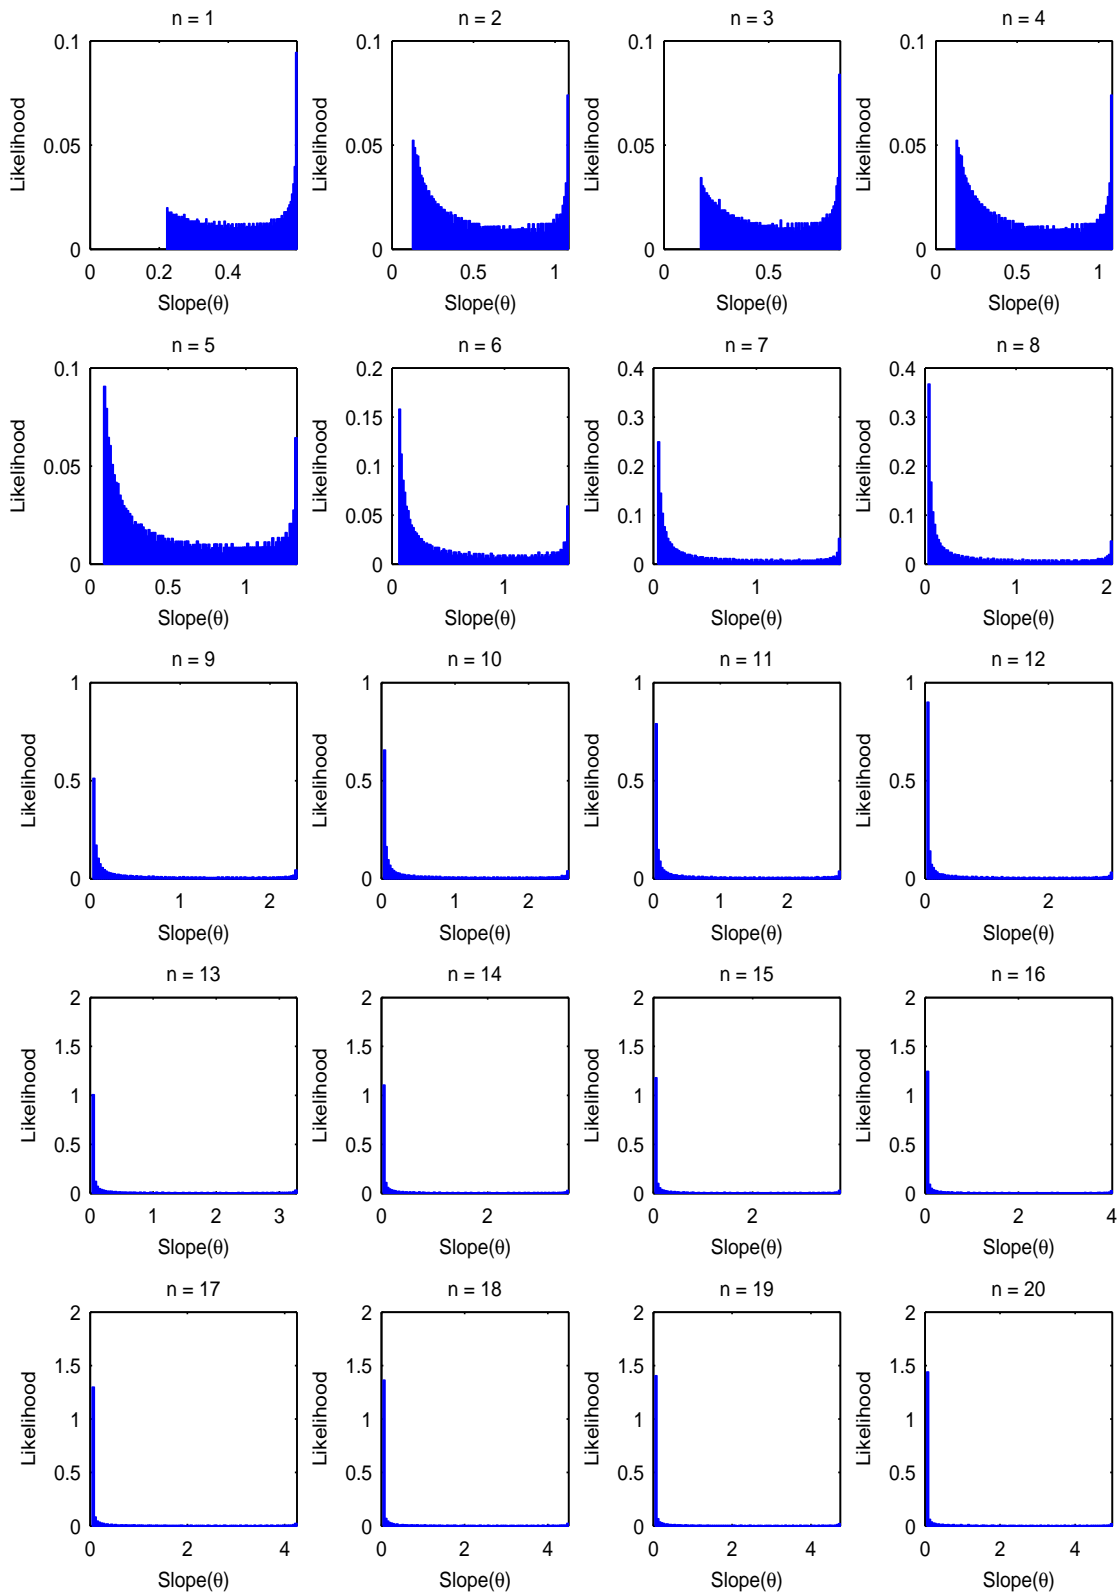 n = 1
n = 2
n = 3
n = 4
0.1
0.05
0
Likelihood
0
0.2
0.4
Slope(θ)
0.1
0.05
0
Likelihood
0
0.5
1
Slope(θ)
0.1
0.05
0
Likelihood
0
0.5
Slope(θ)
0.1
0.05
0
Likelihood
0
0.5
1
Slope(θ)
n = 5
n = 6
n = 7
n = 8
0.1
0.05
0
Likelihood
0
0.5
1
Slope(θ)
0.2
0.15
0.1
0.05
0
Likelihood
0
1
Slope(θ)
0.4
0.3
0.2
0.1
0
Likelihood
0
1
Slope(θ)
0.4
0.3
0.2
0.1
0
Likelihood
0
1
2
Slope(θ)
n = 9
n = 10
n = 11
n = 12
1
0.5
0
Likelihood
0
1
2
Slope(θ)
1
0.5
0
Likelihood
0
1
2
Slope(θ)
1
0.5
0
Likelihood
0
1
2
Slope(θ)
1
0.5
0
Likelihood
0
2
Slope(θ)
n = 13
n = 14
n = 15
n = 16
2
1.5
1
0.5
0
Likelihood
0
1
2
3
Slope(θ)
2
1.5
1
0.5
0
Likelihood
0
2
Slope(θ)
2
1.5
1
0.5
0
Likelihood
0
2
Slope(θ)
2
1.5
1
0.5
0
Likelihood
0
2
4
Slope(θ)
n = 17
n = 18
n = 19
n = 20
2
1.5
1
0.5
0
Likelihood
0
2
4
Slope(θ)
2
1.5
1
0.5
0
Likelihood
0
2
4
Slope(θ)
2
1.5
1
0.5
0
Likelihood
0
2
4
Slope(θ)
2
1.5
1
0.5
0
Likelihood
0
2
4
Slope(θ)